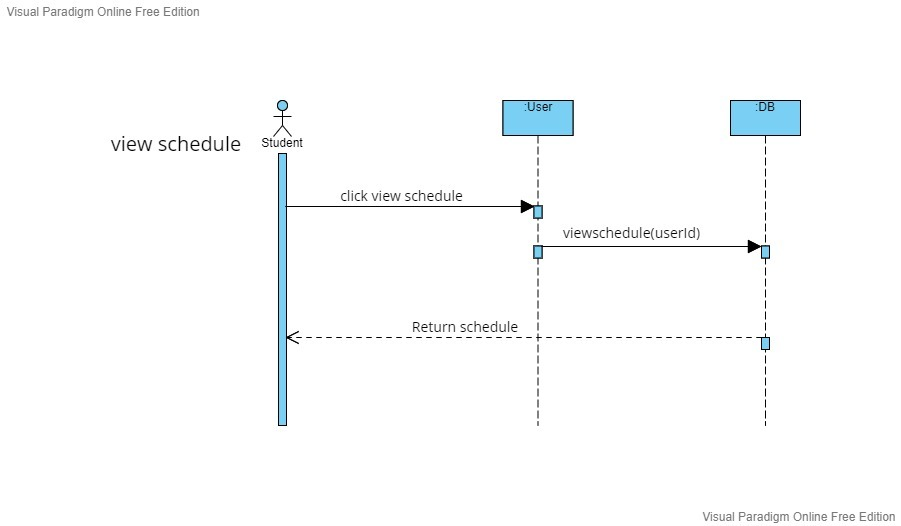 Visual Paradigm Online Free Edition
:User
:DB
view schedule
Student
click view schedule
viewschedule(userId)
Return schedule
Visual Paradigm Online Free Edition